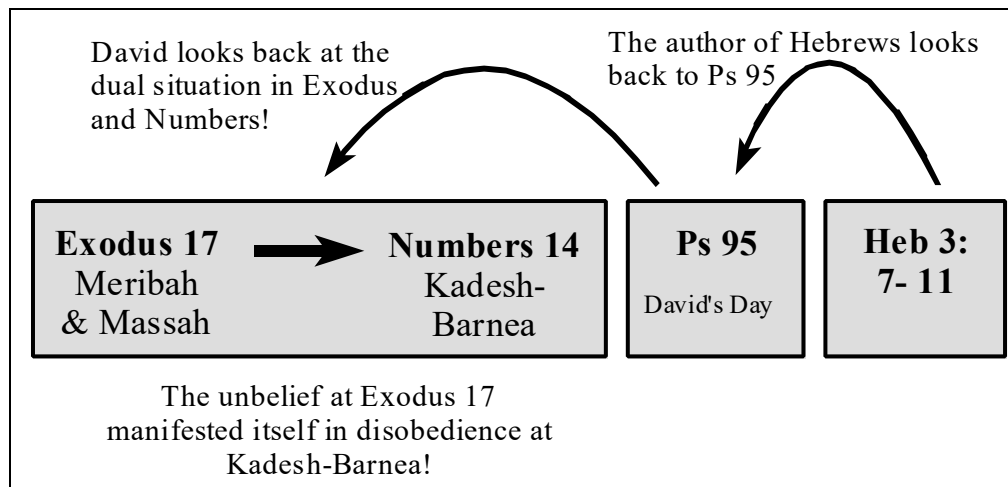 David looks back at the
dual situation in Exodus
and Numbers!
The author of Hebrews looks
back to Ps 95
Exodus 17
Meribah
& Massah
Numbers 14
Kadesh-
Barnea
Ps 95
David's Day
Heb 3:
7- 11
The unbelief at Exodus 17
manifested itself in disobedience at
Kadesh-Barnea!